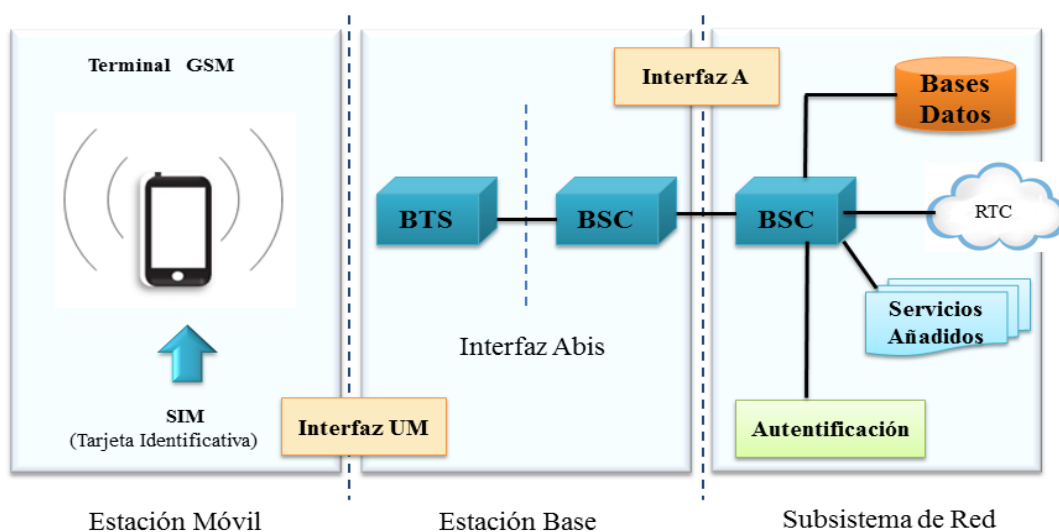 Terminal GSM
SIM
(Tarjeta Identificativa)
Interfaz UM
BTS
BSC
Interfaz Abis
Interfaz A
BSC
Bases
Datos
RTC
Servicios
Añadidos
Autentificación
Estación Móvil
Estación Base
Subsistema de Red